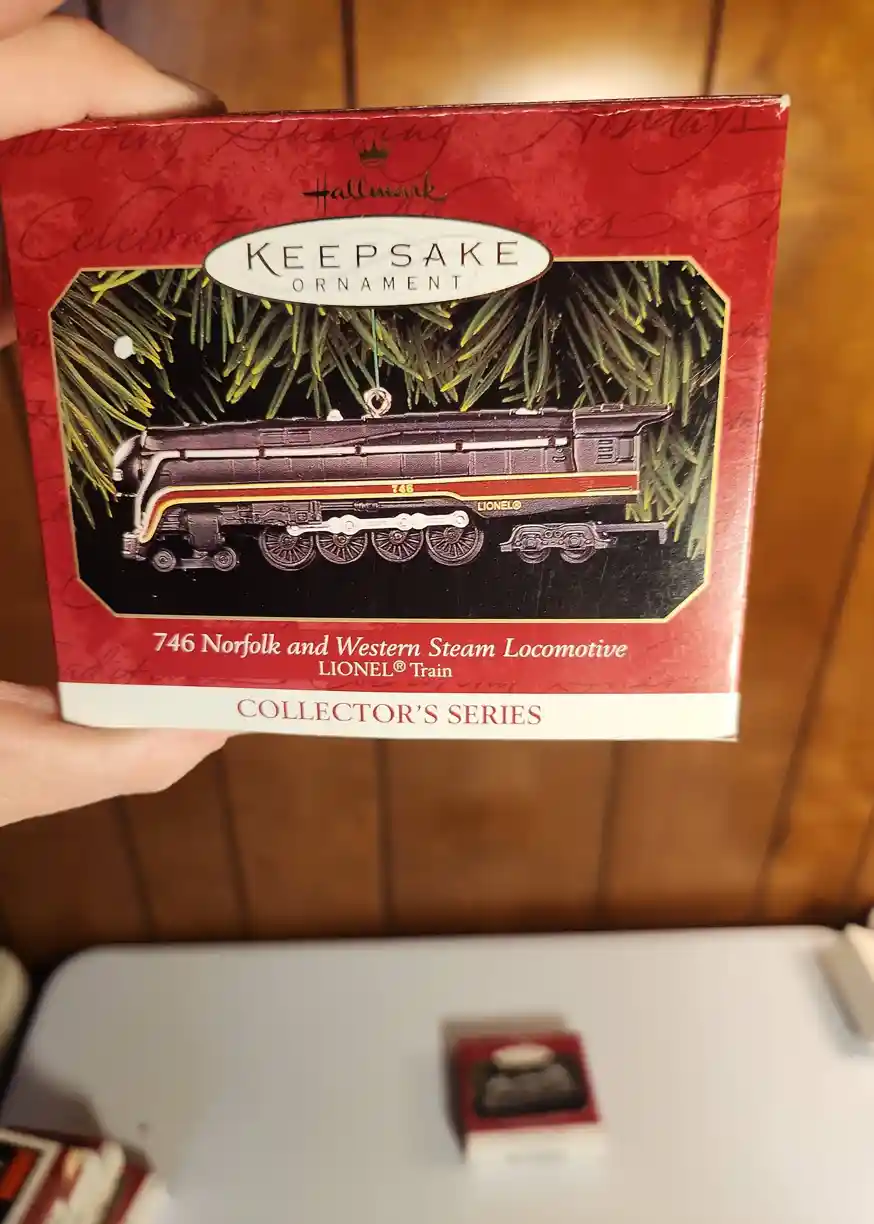 Hallmark
KEEPSAKE
ORNAMENT
746
LIONEL®
746 Norfolk and Western Steam Locomotive
LIONEL® Train
COLLECTOR'S SERIES